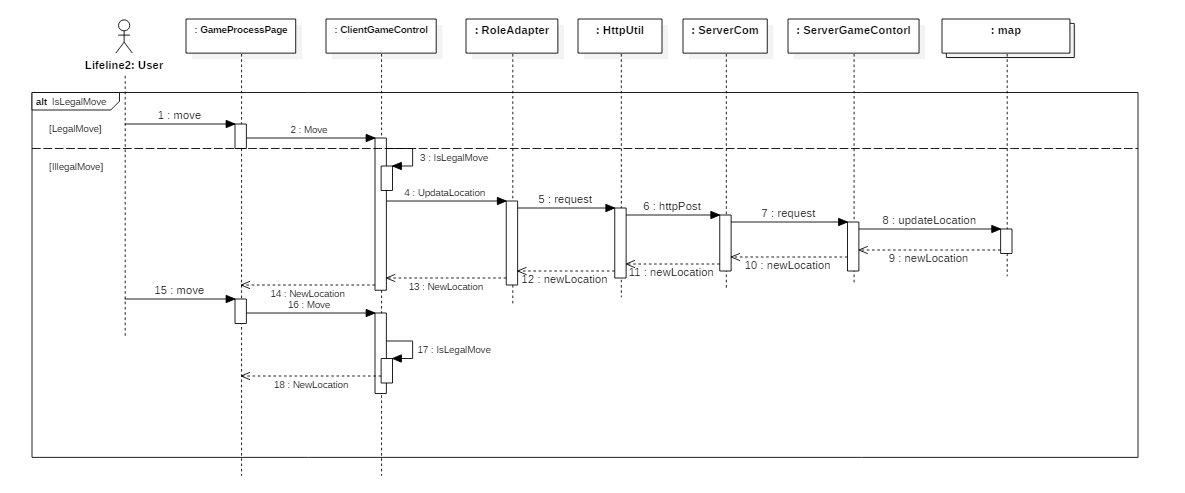 : GameProcessPage
: ClientGameControl
: RoleAdapter
: HttpUtil
: ServerCom
: ServerGameContorl
: map
Lifeline2: User
alt IsLegalMove
1 : move
[LegalMove]
2 : Move
3 : IsLegalMove
[IllegalMove]
4 : UpdataLocation
5 : request
6 : httpPost
7 : request
8 : updateLocation
9 : newLocation
10 : newLocation
11 : newLocation
12 : newLocation
13 : NewLocation
14 : NewLocation
15 : move
16 : Move
17 : IsLegalMove
18 : NewLocation